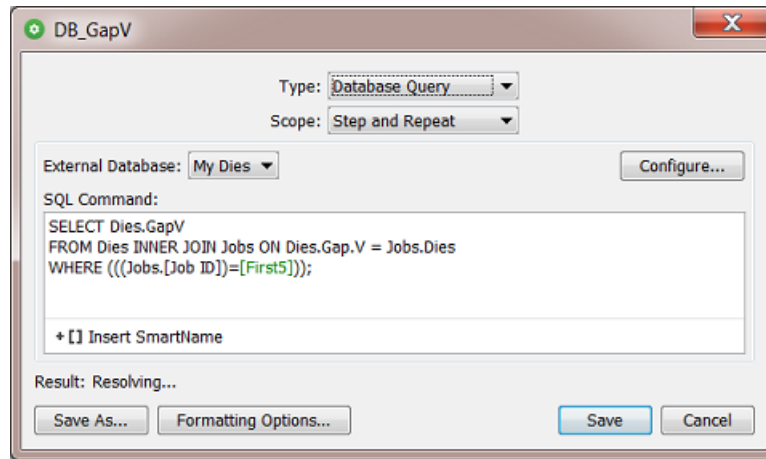 DB_GapV
Type: Database Query
Scope: Step and Repeat
External Database: My Dies Configure...
SQL Command:
SELECT Dies.GapV
FROM Dies INNER JOIN Jobs ON Dies.Gap.V = Jobs.Dies
WHERE (((Jobs.[Job ID])=[First5]));
+[] Insert SmartName
Result: Resolving...
Save As... Formatting Options... Save Cancel